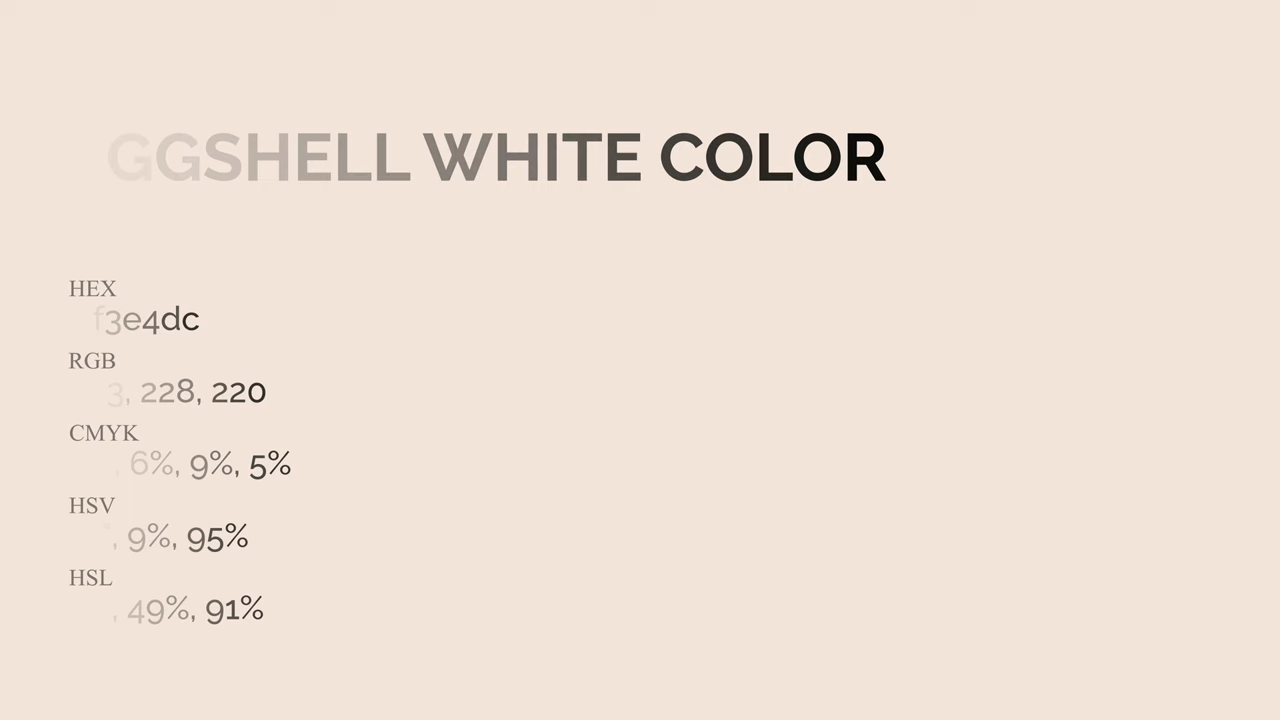 GGSHELL WHITE COLOR
HEX
f3e4dc
RGB
3, 228, 220
CMYK
, 6%, 9%, 5%
HSV
°, 9%, 95%
HSL
, 49%, 91%